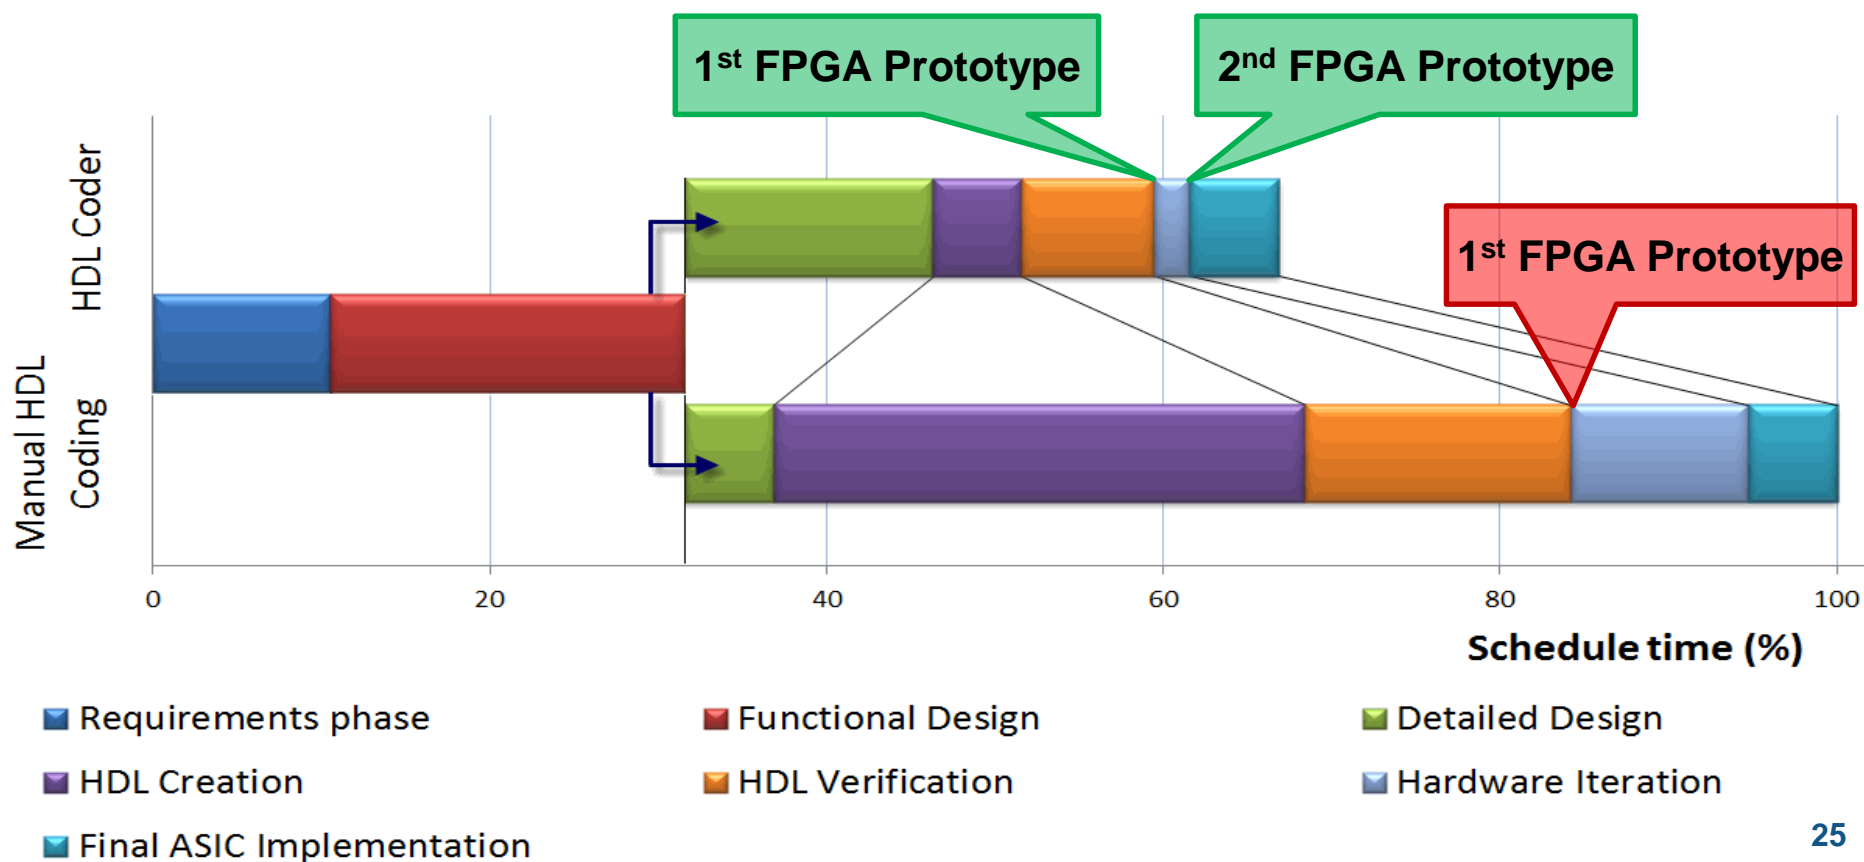 1st FPGA Prototype
2nd FPGA Prototype
1st FPGA Prototype
HDL Coder
Manual HDL
Coding
0 20 40 60 80 100
Schedule time (%)
Requirements phase
Functional Design
Detailed Design
HDL Creation
HDL Verification
Hardware Iteration
Final ASIC Implementation
25